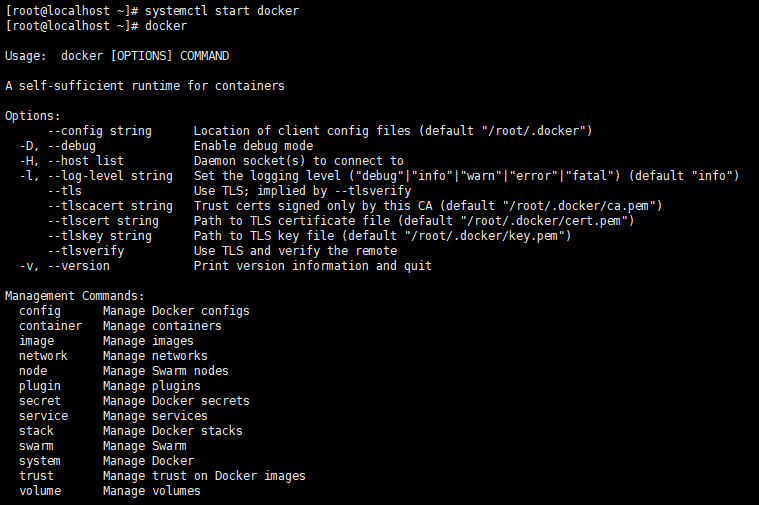 [root@localhost ~]# systemctl start docker
[root@localhost ~]# docker

Usage:  docker [OPTIONS] COMMAND

A self-sufficient runtime for containers

Options:
      --config string      Location of client config files (default "/root/.docker")
  -D, --debug              Enable debug mode
  -H, --host list          Daemon socket(s) to connect to
  -l, --log-level string   Set the logging level ("debug"|"info"|"warn"|"error"|"fatal") (default "info")
      --tls                Use TLS; implied by --tlsverify
      --tlscacert string   Trust certs signed only by this CA (default "/root/.docker/ca.pem")
      --tlscert string     Path to TLS certificate file (default "/root/.docker/cert.pem")
      --tlskey string      Path to TLS key file (default "/root/.docker/key.pem")
      --tlsverify          Use TLS and verify the remote
  -v, --version            Print version information and quit

Management Commands:
  config      Manage Docker configs
  container   Manage containers
  image       Manage images
  network     Manage networks
  node        Manage Swarm nodes
  plugin      Manage plugins
  secret      Manage Docker secrets
  service     Manage services
  stack       Manage Docker stacks
  swarm       Manage Swarm
  system      Manage Docker
  trust       Manage trust on Docker images
  volume      Manage volumes